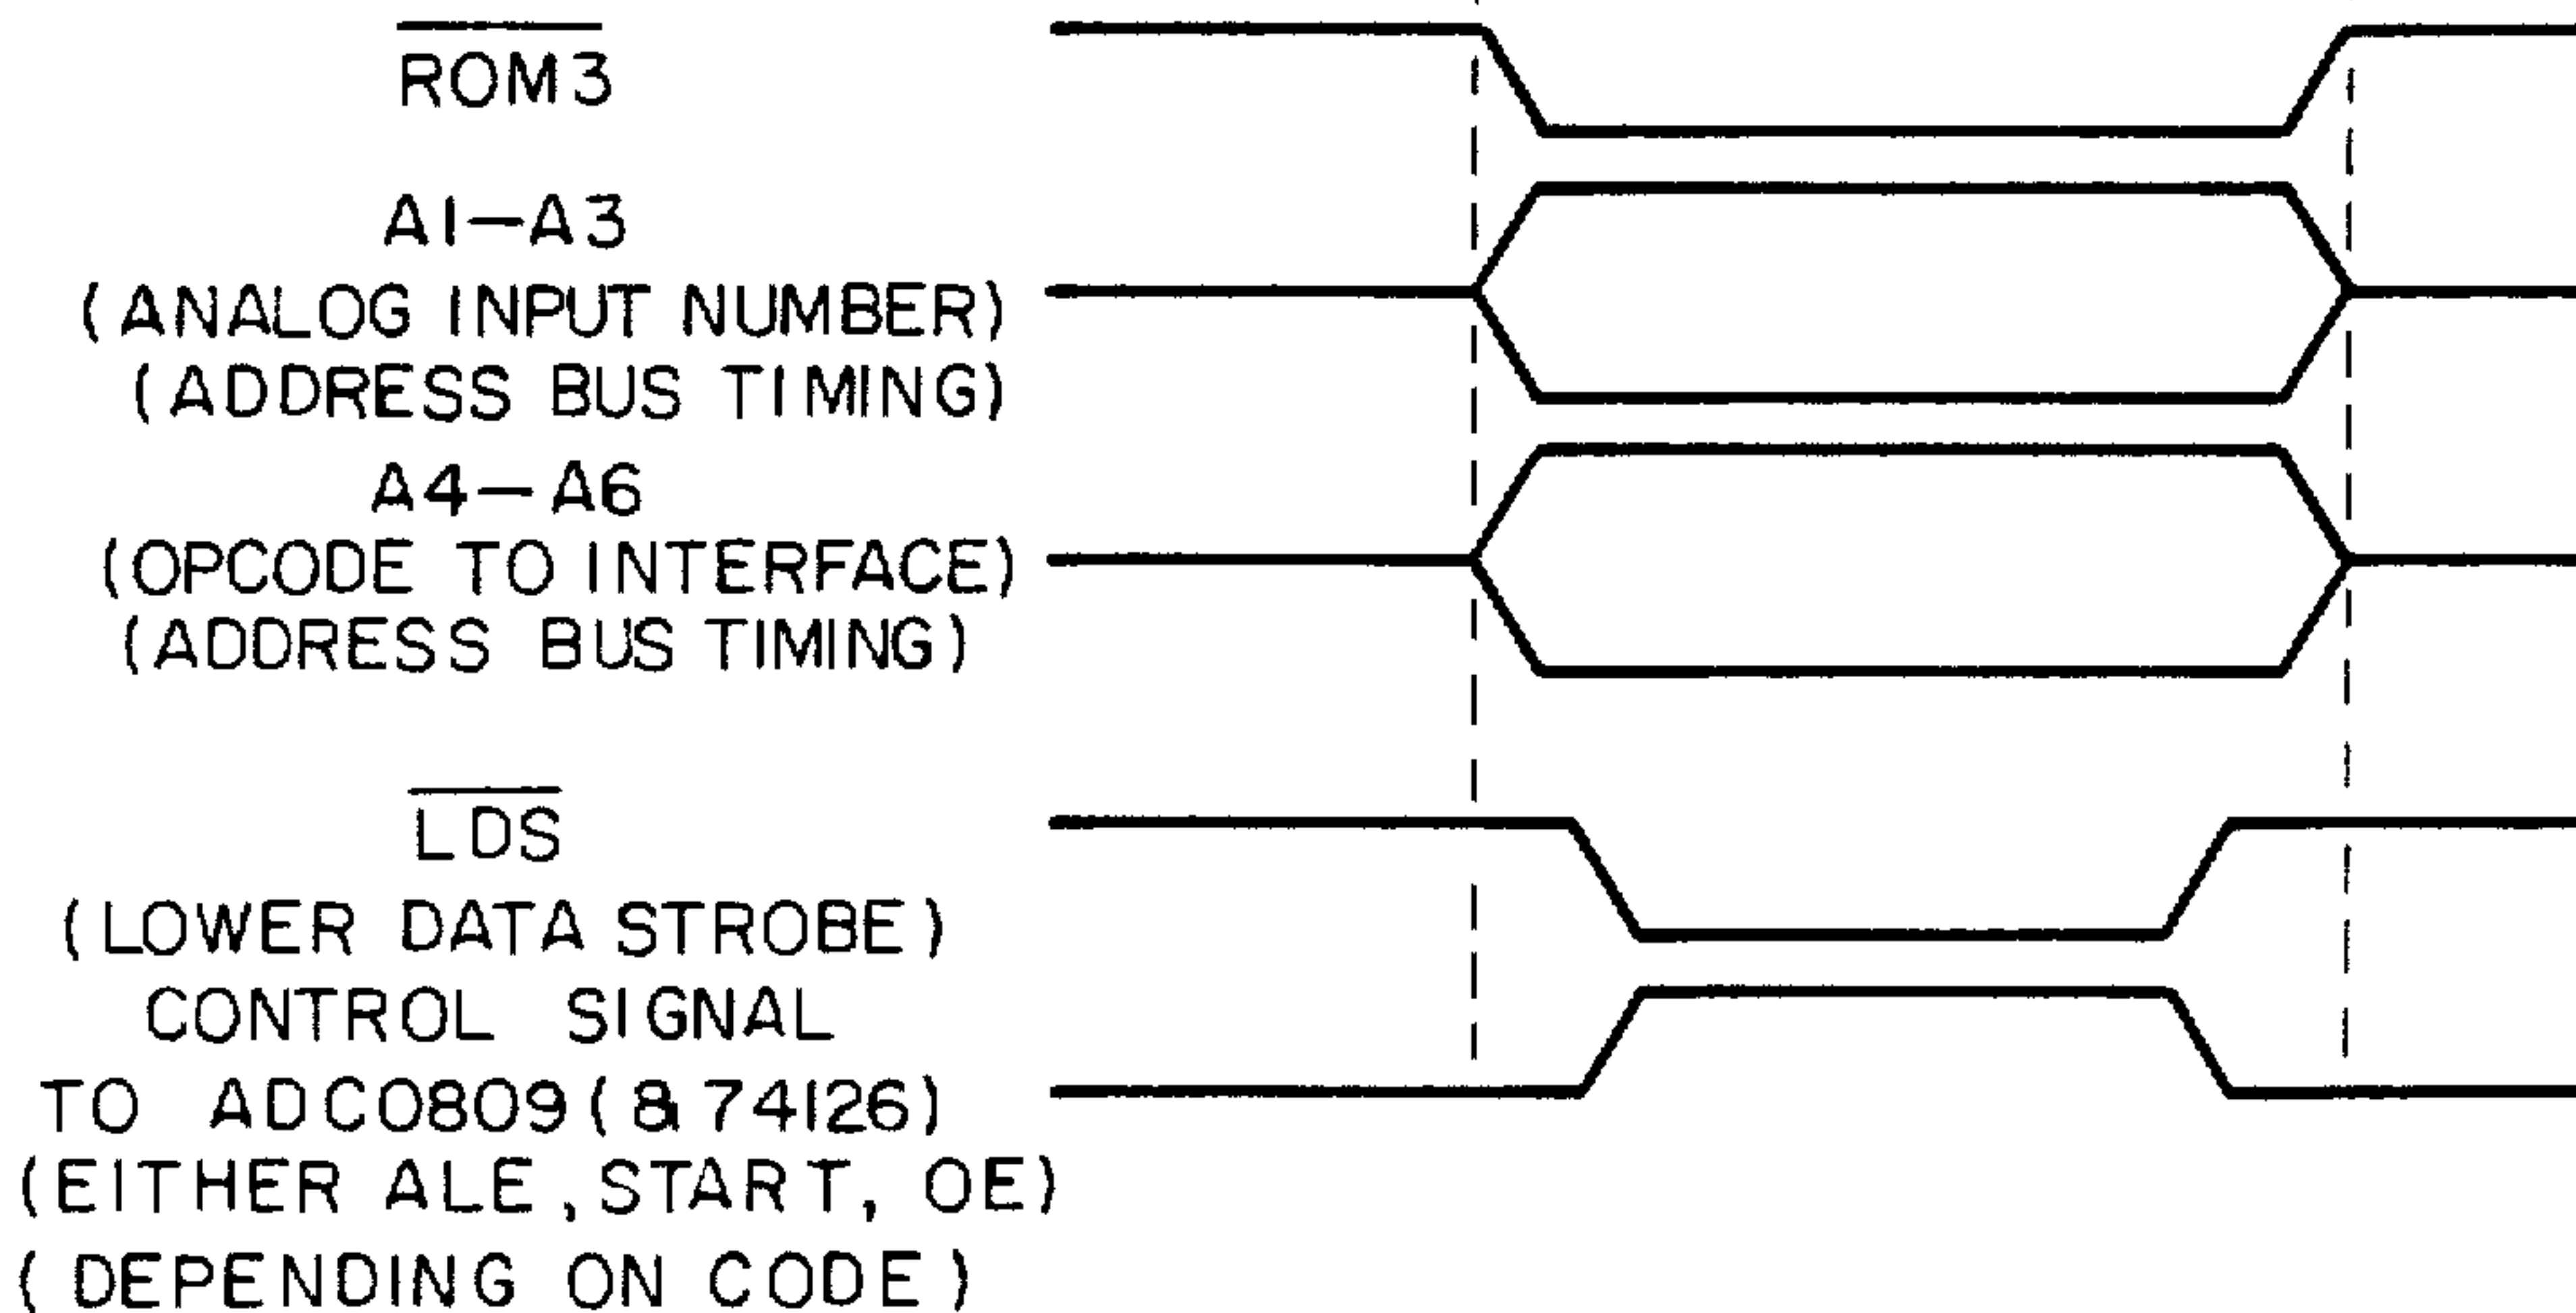 ROM3
A1-A3
(ANALOG INPUT NUMBER)
(ADDRESS BUS TIMING)
A4-A6
(OPCODE TO INTERFACE)
(ADDRESS BUS TIMING)
LDS
(LOWER DATA STROBE)
CONTROL SIGNAL
TO ADC0809 (& 74126)
(EITHER ALE, START, OE)
(DEPENDING ON CODE)